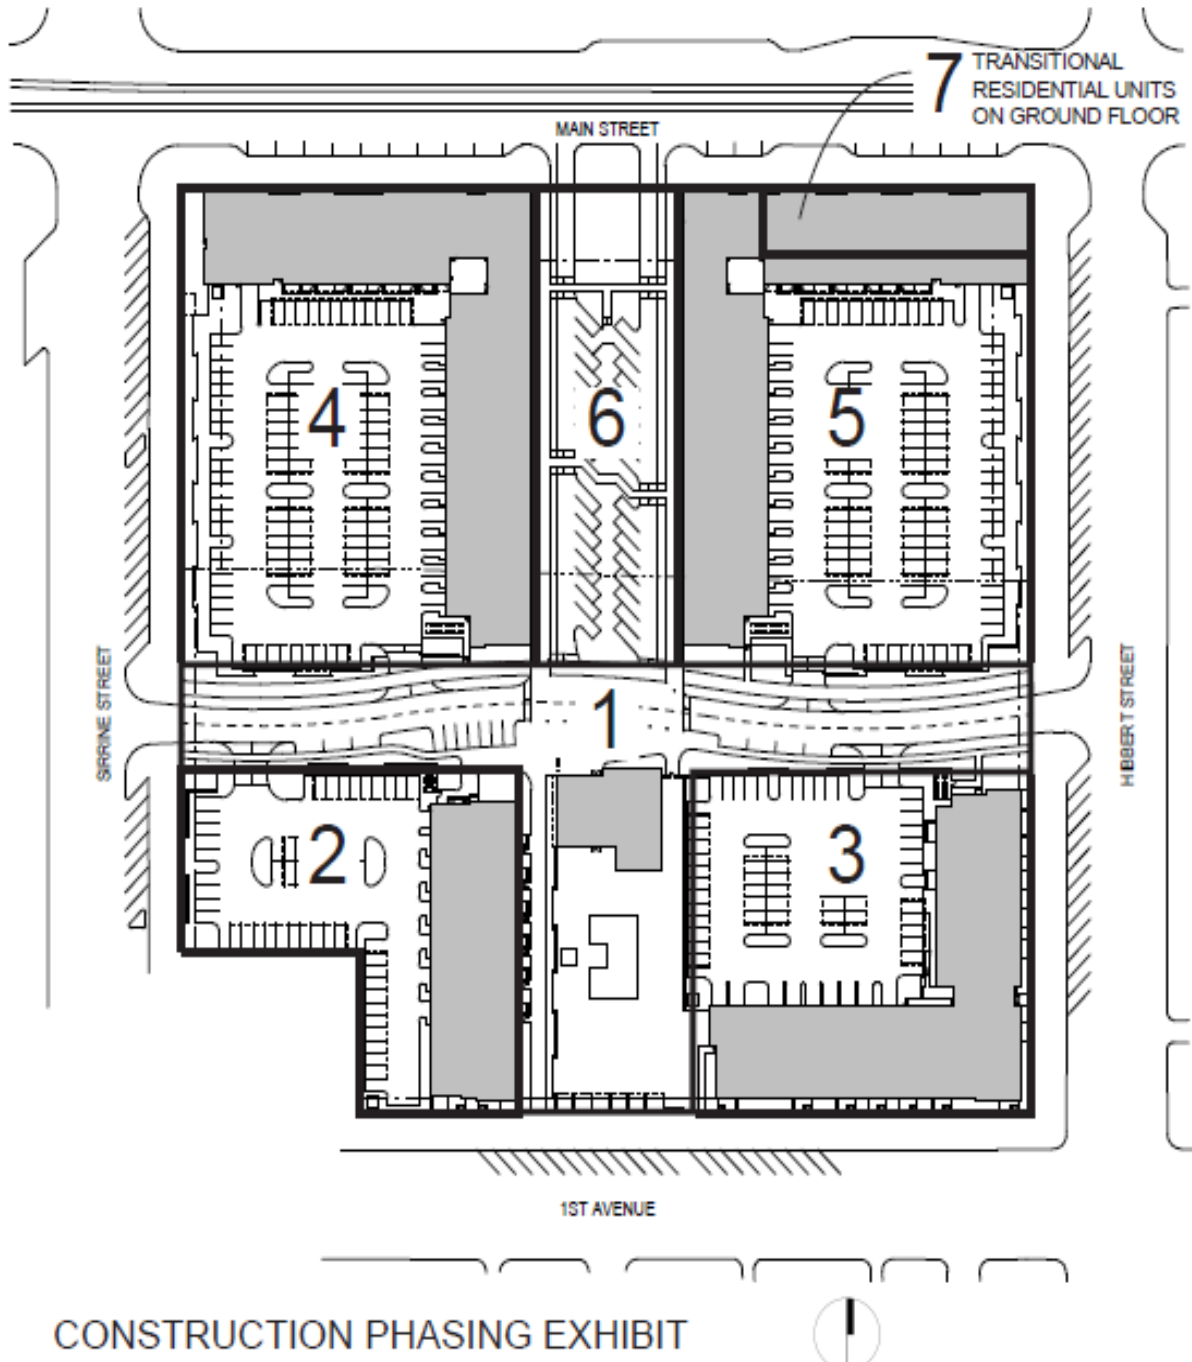 7 TRANSITIONAL
RESIDENTIAL UNITS
ON GROUND FLOOR
MAIN STREET
4
6
5
SIRRINE STREET
HIBBERT STREET
1
2
3
1ST AVENUE
CONSTRUCTION PHASING EXHIBIT